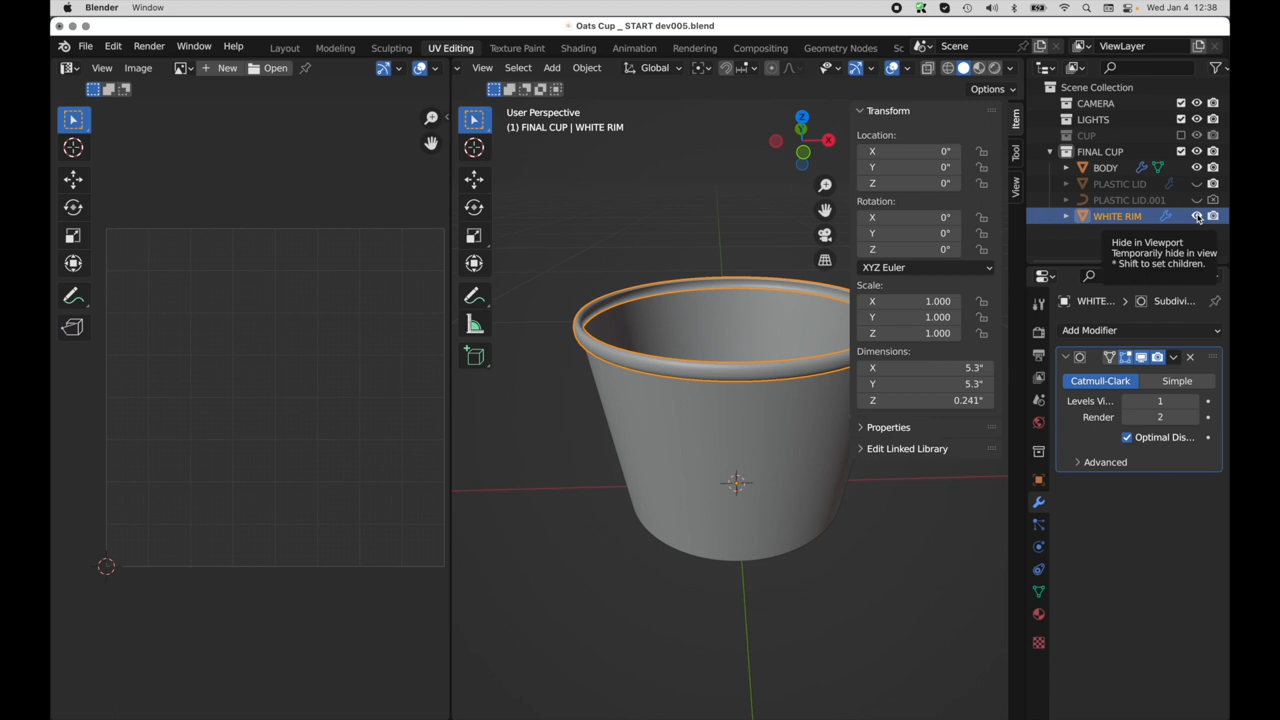 Blender Window Wed Jan 4 12:38
Oats Cup _ START dev005.blend
File Edit Render Window Help Layout Modeling Sculpting UV Editing Texture Paint Shading Animation Rendering Compositing Geometry Nodes Sc Scene ViewLayer
View Image New Open View Select Add Object Global
Options
User Perspective
(1) FINAL CUP | WHITE RIM
Z
Y
X
Transform
Location:
X 0"
Y 0"
Z 0"
Rotation:
X 0°
Y 0°
Z 0°
XYZ Euler
Scale:
X 1.000
Y 1.000
Z 1.000
Dimensions:
X 5.3"
Y 5.3"
Z 0.241"
Properties
Edit Linked Library
Item
Tool
View
Scene Collection
CAMERA
LIGHTS
CUP
FINAL CUP
BODY
PLASTIC LID
PLASTIC LID.001
WHITE RIM
Hide in Viewport
Temporarily hide in view
* Shift to set children.
WHITE... Subdivi...
Add Modifier
Catmull-Clark Simple
Levels Vi... 1
Render 2
Optimal Dis...
Advanced